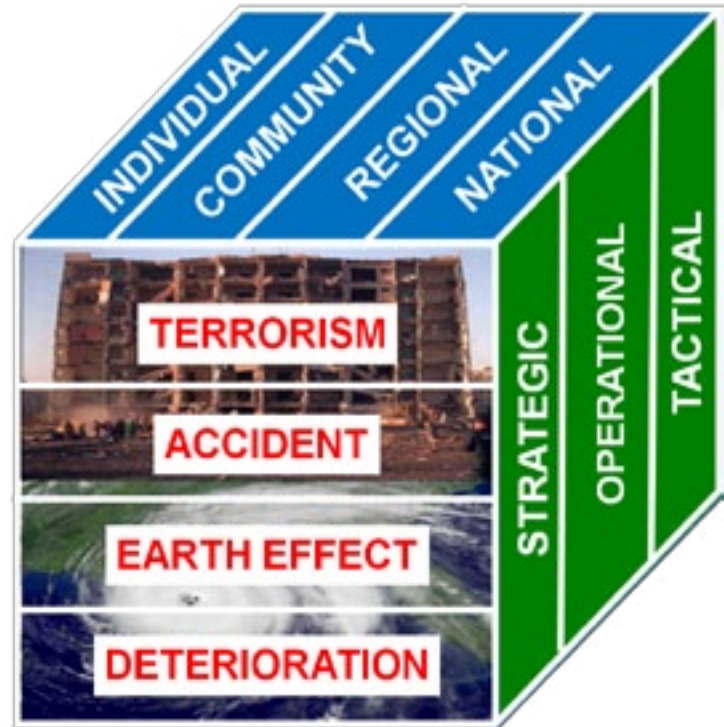 INDIVIDUAL
COMMUNITY
REGIONAL
NATIONAL
TERRORISM
ACCIDENT
EARTH EFFECT
DETERIORATION
STRATEGIC
OPERATIONAL
TACTICAL